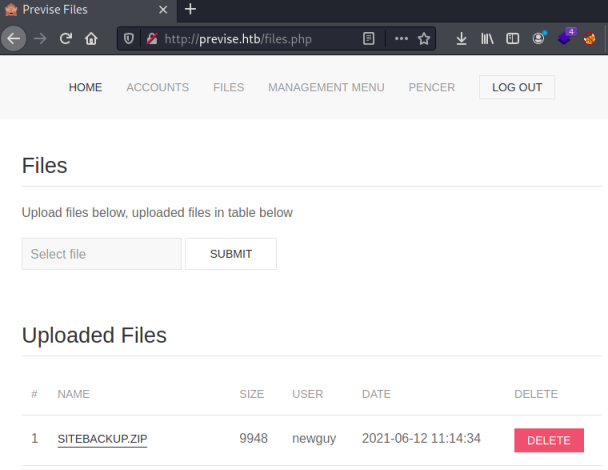 Previse Files
http://previse.htb/files.php
4
HOME ACCOUNTS FILES MANAGEMENT MENU PENCER LOG OUT
Files
Upload files below, uploaded files in table below
Select file SUBMIT
Uploaded Files
# NAME SIZE USER DATE DELETE
1 SITEBACKUP.ZIP 9948 newguy 2021-06-12 11:14:34 DELETE